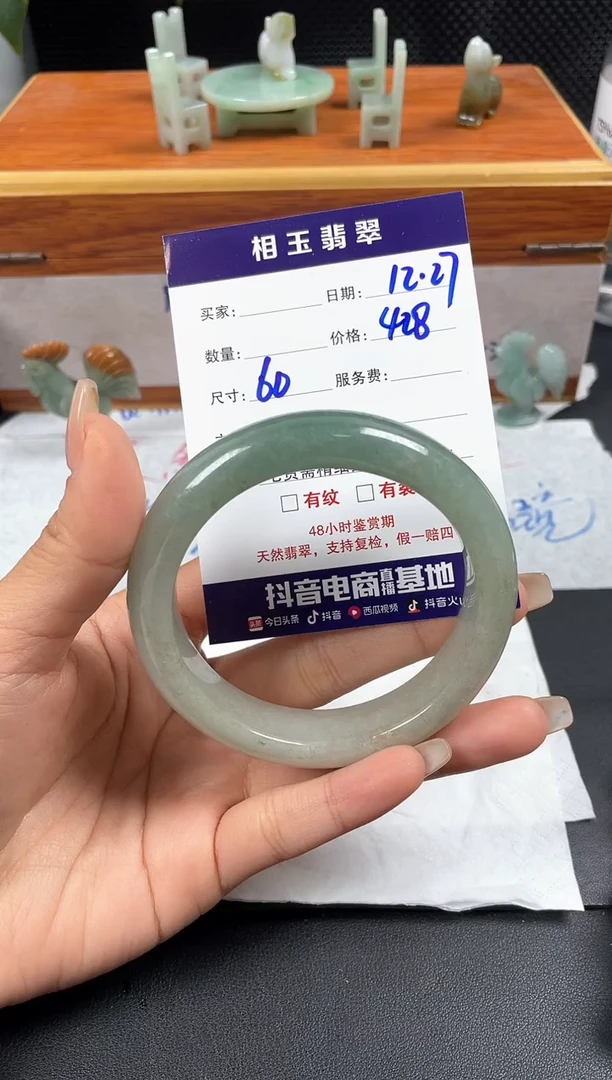 相玉翡翠
买家: 日期: 12.27
数量: 价格: 428
尺寸: 60 服务费:
□有纹 □有裂
48小时鉴赏期
天然翡翠，支持复检，假一赔四
抖音电商直播基地
头条 今日头条 抖音 西瓜视频 抖音火山